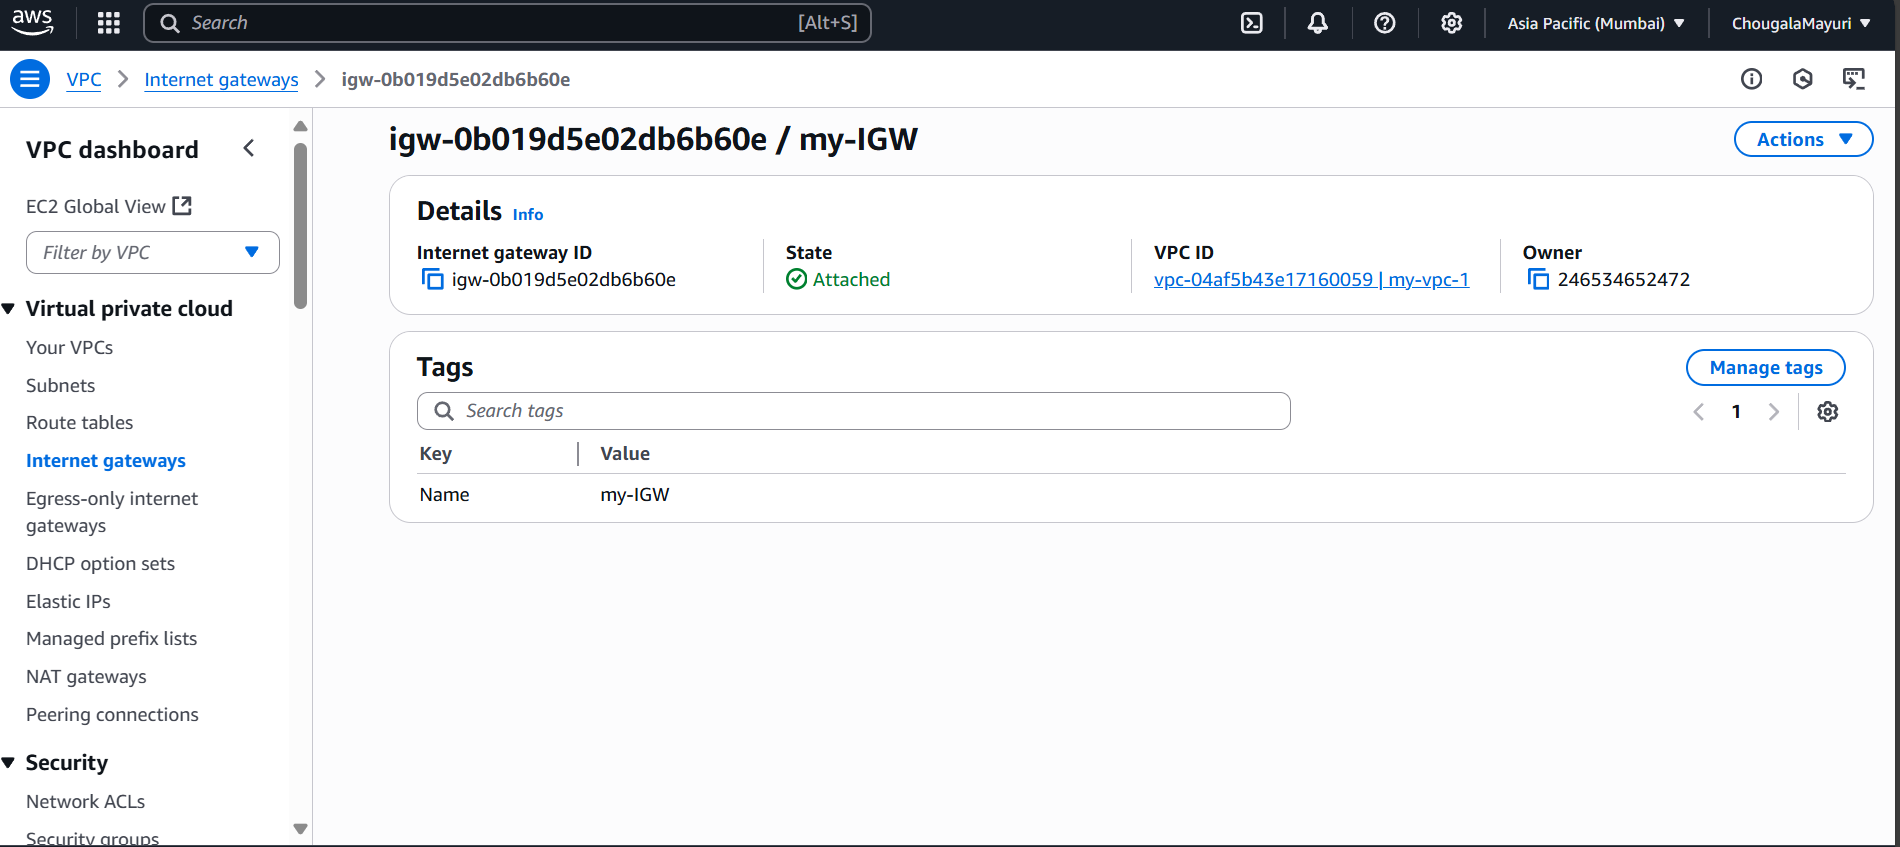 aws
Search [Alt+S]
Asia Pacific (Mumbai)
ChougalaMayuri
VPC
Internet gateways
igw-0b019d5e02db6b60e
VPC dashboard
EC2 Global View
Filter by VPC
Virtual private cloud
Your VPCs
Subnets
Route tables
Internet gateways
Egress-only internet
gateways
DHCP option sets
Elastic IPs
Managed prefix lists
NAT gateways
Peering connections
Security
Network ACLs
Security groups
igw-0b019d5e02db6b60e / my-IGW
Actions
Details Info
Internet gateway ID
igw-0b019d5e02db6b60e
State
Attached
VPC ID
vpc-04af5b43e17160059 | my-vpc-1
Owner
246534652472
Tags
Manage tags
Search tags
1
Key Value
Name my-IGW